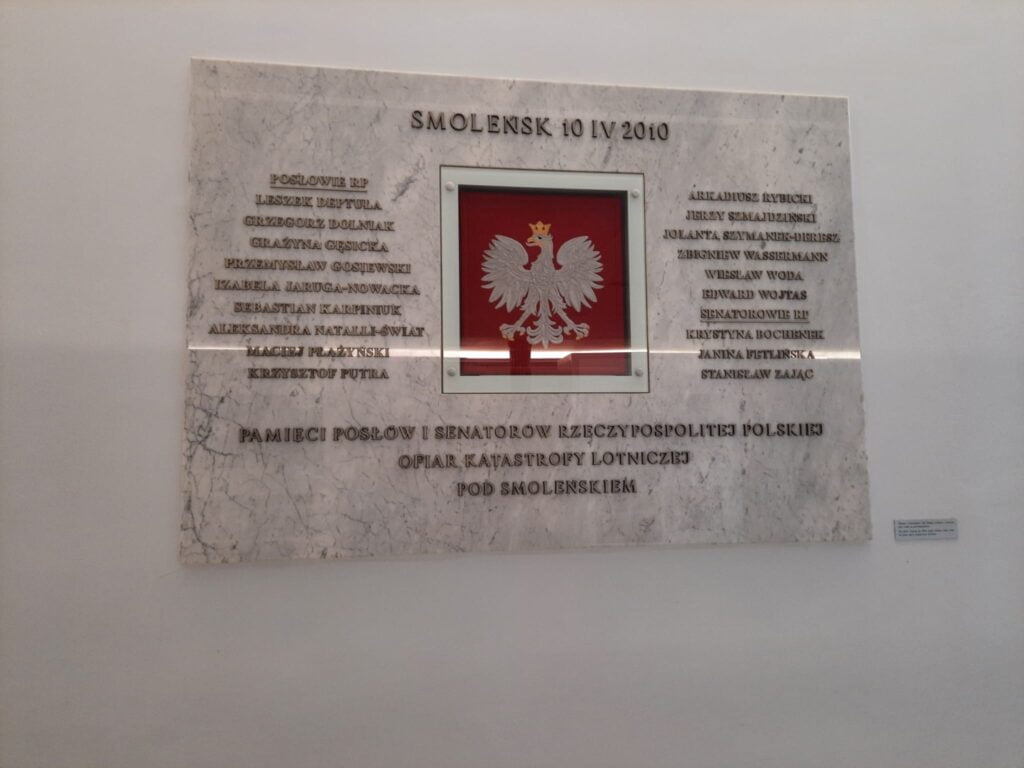 SMOLEŃSK 10 IV 2010
POSŁOWIE RP
LESZEK DEPTUŁA
GRZEGORZ DOLNIAK
GRAŻYNA GĘSICKA
PRZEMYSŁAW GOSIEWSKI
IZABELA JARUGA-NOWACKA
SEBASTIAN KARPINIUK
ALEKSANDRA NATALLI-ŚWIAT
MACIEJ PŁAŻYŃSKI
KRZYSZTOF PUTRA
ARKADIUSZ RYBICKI
JERZY SZMAJDZIŃSKI
JOLANTA SZYMANEK-DERESZ
ZBIGNIEW WASSERMANN
WIESŁAW WODA
EDWARD WOJTAS
SENATOROWIE RP
KRYSTYNA BOCHENEK
JANINA FETLIŃSKA
STANISŁAW ZAJĄC
PAMIĘCI POSŁÓW I SENATORÓW RZECZYPOSPOLITEJ POLSKIEJ
OFIAR KATASTROFY LOTNICZEJ
POD SMOLEŃSKIEM